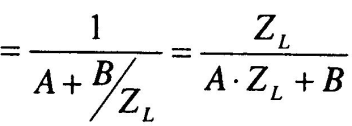 = 1 / (A + B/Z_L) = Z_L / (A · Z_L + B)